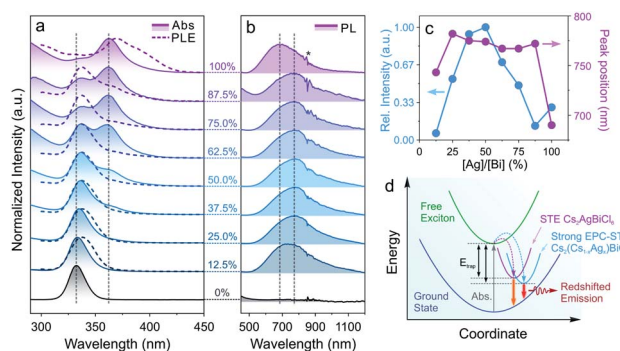 a
Abs
PLE
b
PL
*
100%
87.5%
75.0%
62.5%
50.0%
37.5%
25.0%
12.5%
0%
Normalized Intensity (a.u.)
300 350 400 450
Wavelength (nm)
500 700 900 1100
Wavelength (nm)
c
1.00
0.67
0.33
0.00
Rel. Intensity (a.u.)
800
750
700
Peak position (nm)
0 25 50 75 100
[Ag]/[Bi] (%)
d
Free
Exciton
STE Cs₂AgBiCl₆
Strong EPC-ST
Abs.
Redshifted
Emission
Ground
State
Energy
Coordinate